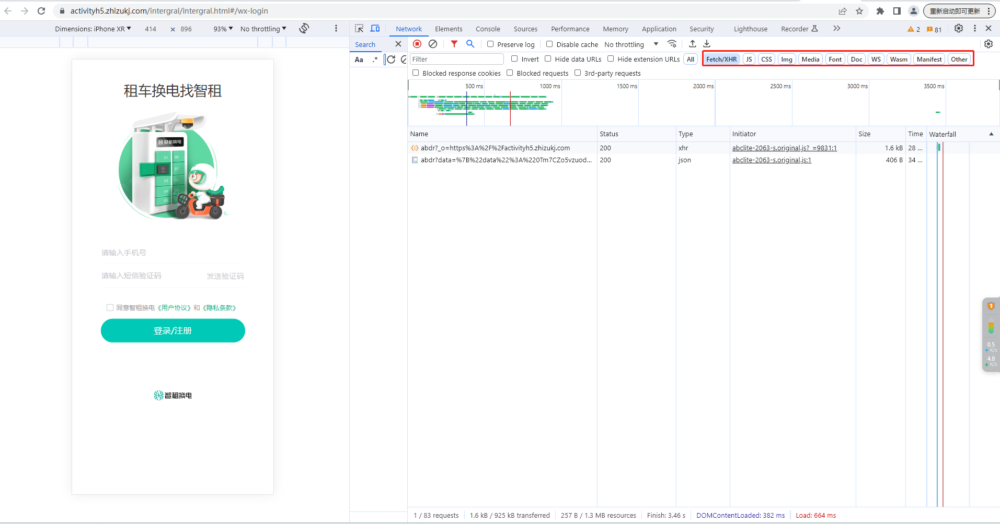 activityh5.zhizukj.com/intergral/intergral.html#/wx-login
重新启动即可更新
Dimensions: iPhone XR ▼ 414 × 896 93% ▼ No throttling ▼
Network Elements Console Sources Performance Memory Application Security Lighthouse Recorder 2 81
Search
Preserve log Disable cache No throttling ▼
Aa .*
Filter Invert Hide data URLs Hide extension URLs All Fetch/XHR JS CSS Img Media Font Doc WS Wasm Manifest Other
Blocked response cookies Blocked requests 3rd-party requests
500 ms 1000 ms 1500 ms 2000 ms 2500 ms 3000 ms 3500 ms
Name Status Type Initiator Size Time Waterfall
abdr?_o=https%3A%2F%2Factivityh5.zhizukj.com 200 xhr abclite-2063-s.original.js?_=9831:1 1.6 kB 28 ...
abdr?data=%7B%22data%22%3A%220Tm7CZo5vzuod... 200 json abclite-2063-s.original.js:1 406 B 34 ...
租车换电找智租
智租换电
01 06
07
03 08
04
05
请输入手机号
请输入短信验证码 发送验证码
同意智租换电《用户协议》和《隐私条款》
登录/注册
智租换电
1
0.5
K/s
4.8
K/s
1 / 83 requests 1.6 kB / 925 kB transferred 257 B / 1.3 MB resources Finish: 3.46 s DOMContentLoaded: 382 ms Load: 664 ms